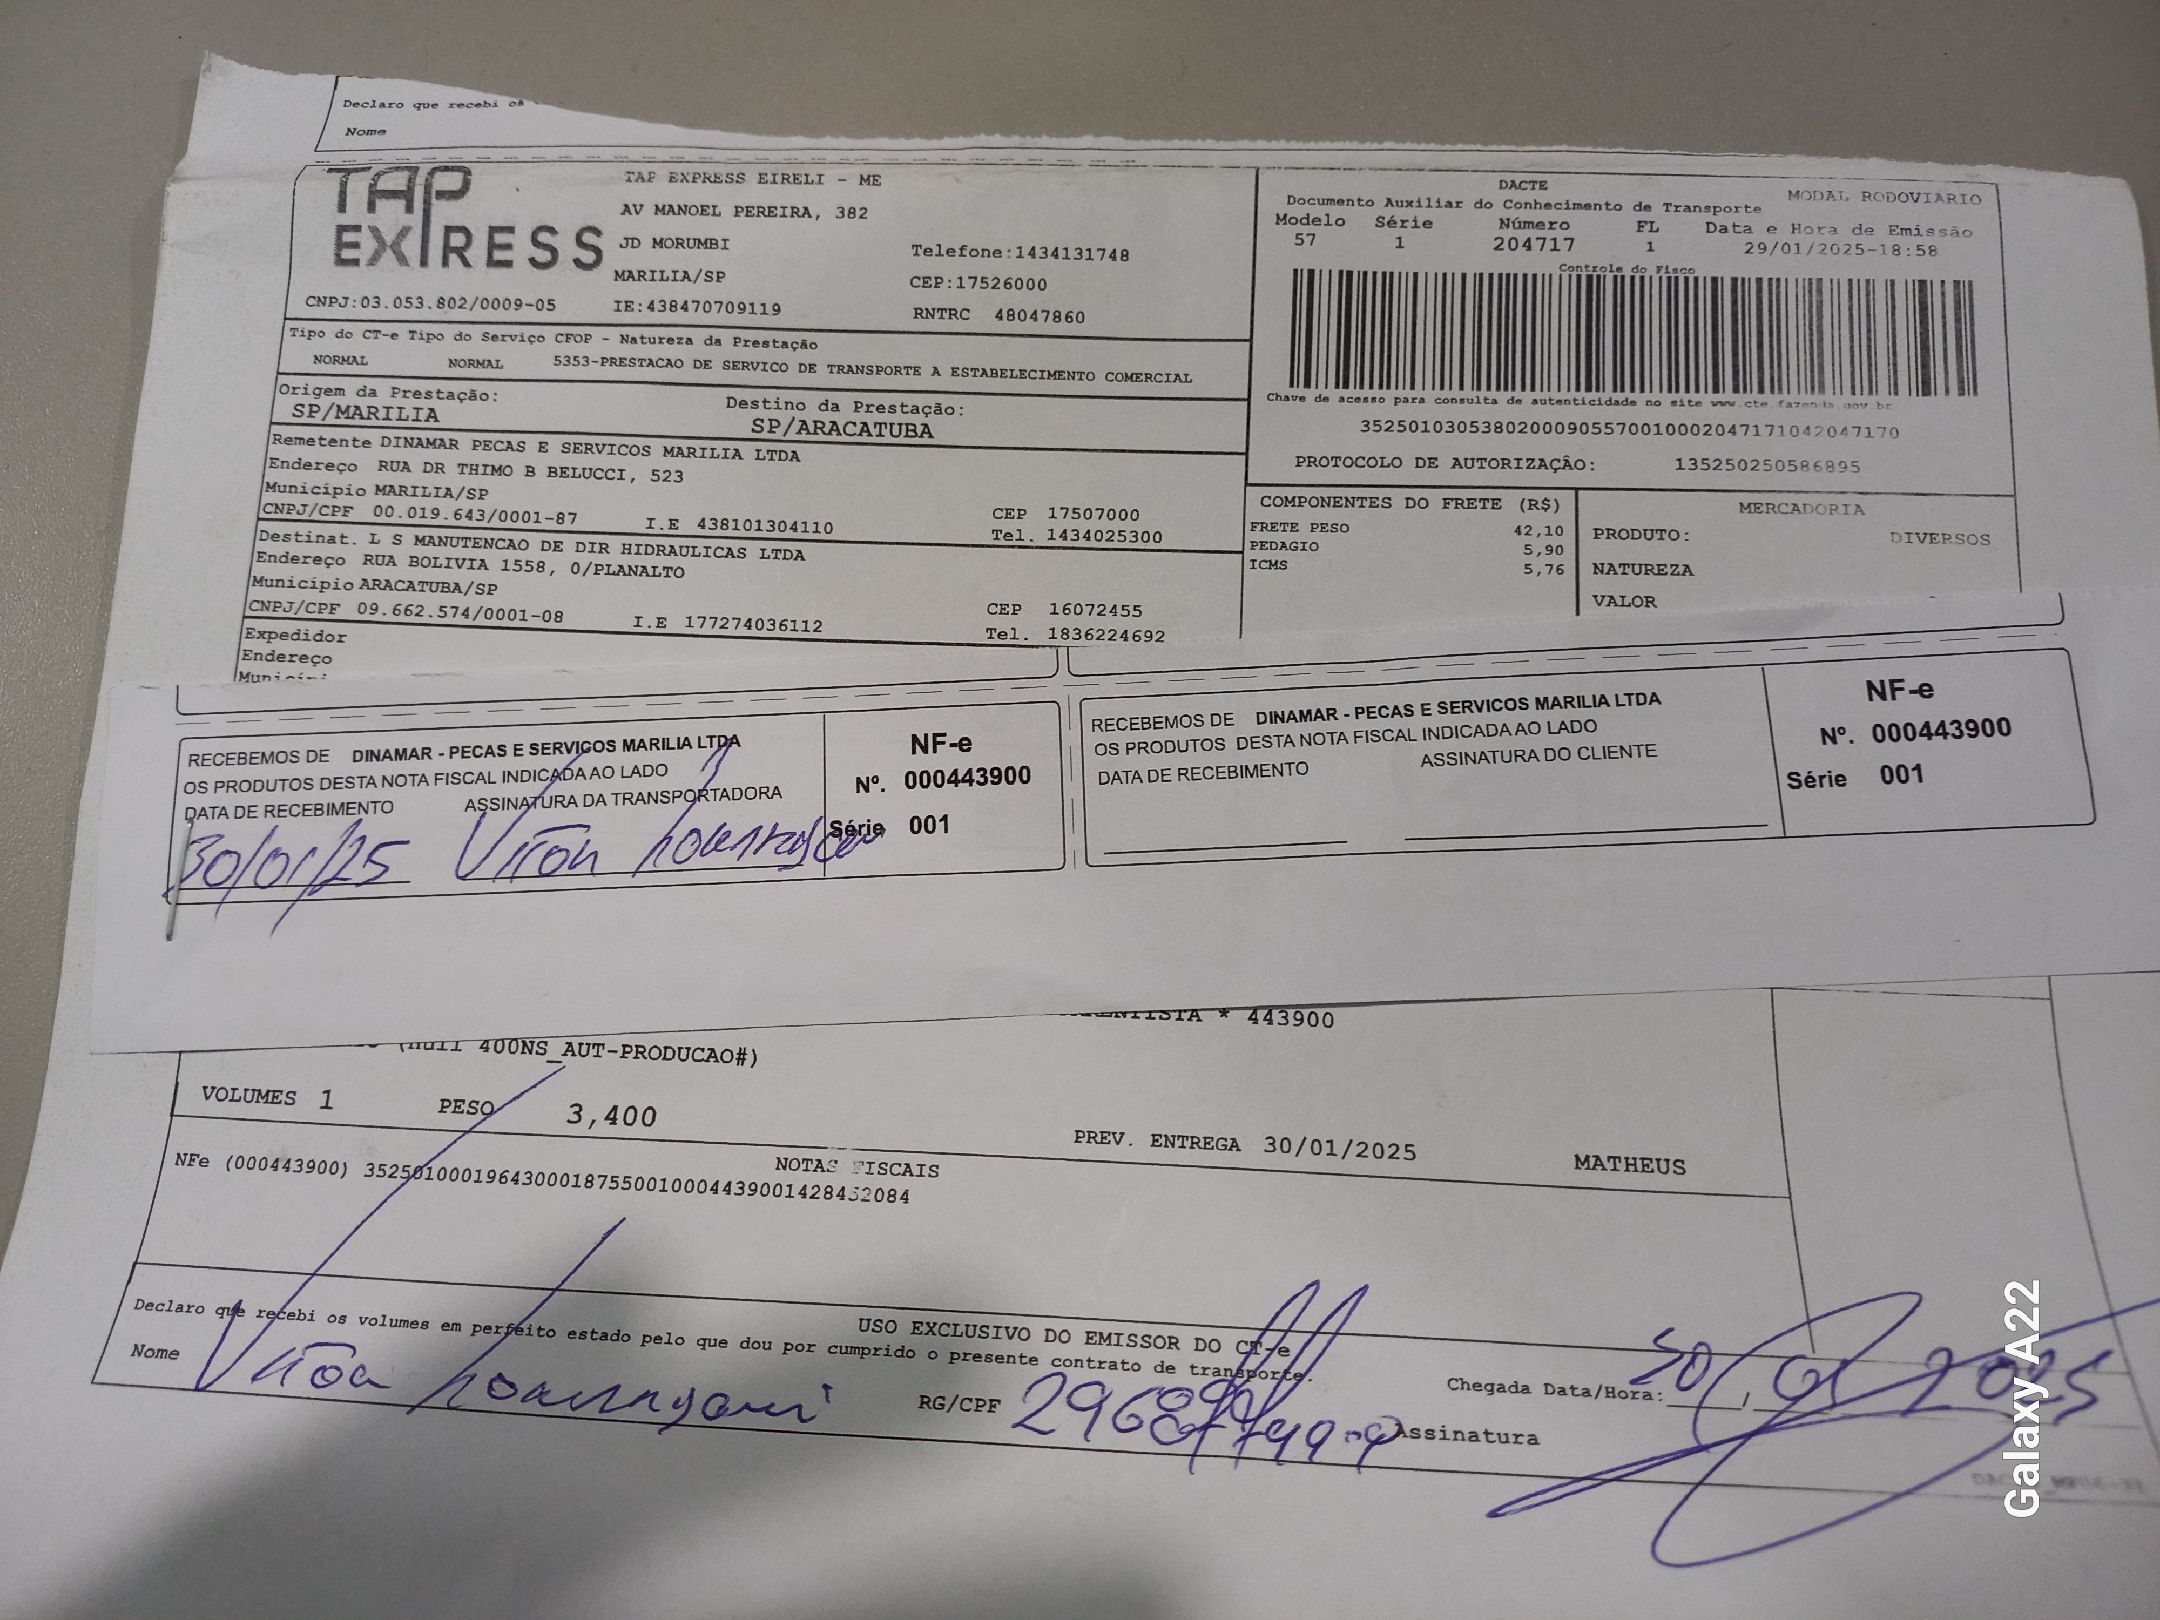 Declaro que recebi os
Nome
TAP EXPRESS
TAP EXPRESS EIRELI - ME
AV MANOEL PEREIRA, 382
JD MORUMBI
Telefone:1434131748
MARILIA/SP
CEP:17526000
CNPJ:03.053.802/0009-05
IE:438470709119
RNTRC 48047860
DACTE
MODAL RODOVIARIO
Documento Auxiliar do Conhecimento de Transporte
Modelo Série Número FL Data e Hora de Emissão
57 1 204717 1 29/01/2025-18:58
Controle do Fisco
Chave de acesso para consulta de autenticidade no site www.cte.fazenda.gov.br
35250103053802000905570010002047171042047170
PROTOCOLO DE AUTORIZAÇÃO: 135250250586895
Tipo do CT-e Tipo do Serviço CFOP - Natureza da Prestação
NORMAL NORMAL 5353-PRESTACAO DE SERVICO DE TRANSPORTE A ESTABELECIMENTO COMERCIAL
Origem da Prestação: Destino da Prestação:
SP/MARILIA SP/ARACATUBA
Remetente DINAMAR PECAS E SERVICOS MARILIA LTDA
Endereço RUA DR THIMO B BELUCCI, 523
Município MARILIA/SP CEP 17507000
CNPJ/CPF 00.019.643/0001-87 I.E 438101304110 Tel. 1434025300
Destinat. L S MANUTENCAO DE DIR HIDRAULICAS LTDA
Endereço RUA BOLIVIA 1558, 0/PLANALTO
Município ARACATUBA/SP CEP 16072455
CNPJ/CPF 09.662.574/0001-08 I.E 177274036112 Tel. 1836224692
Expedidor
Endereço
COMPONENTES DO FRETE (R$)
FRETE PESO 42,10
PEDAGIO 5,90
ICMS 5,76
MERCADORIA
PRODUTO: DIVERSOS
NATUREZA
VALOR
RECEBEMOS DE DINAMAR - PECAS E SERVICOS MARILIA LTDA
OS PRODUTOS DESTA NOTA FISCAL INDICADA AO LADO
DATA DE RECEBIMENTO ASSINATURA DA TRANSPORTADORA
30/01/25
NF-e
Nº. 000443900
Série 001
RECEBEMOS DE DINAMAR - PECAS E SERVICOS MARILIA LTDA
OS PRODUTOS DESTA NOTA FISCAL INDICADA AO LADO
DATA DE RECEBIMENTO ASSINATURA DO CLIENTE
NF-e
Nº. 000443900
Série 001
* 443900
400NS_AUT-PRODUCAO#)
VOLUMES 1 PESO 3,400
PREV. ENTREGA 30/01/2025 MATHEUS
NOTAS FISCAIS
NFe (000443900) 35250100019643000187550010004439001428452084
USO EXCLUSIVO DO EMISSOR DO CT-e
Declaro que recebi os volumes em perfeito estado pelo que dou por cumprido o presente contrato de transporte.
Nome RG/CPF Chegada Data/Hora: 30/01/2025
Assinatura
Galaxy A22